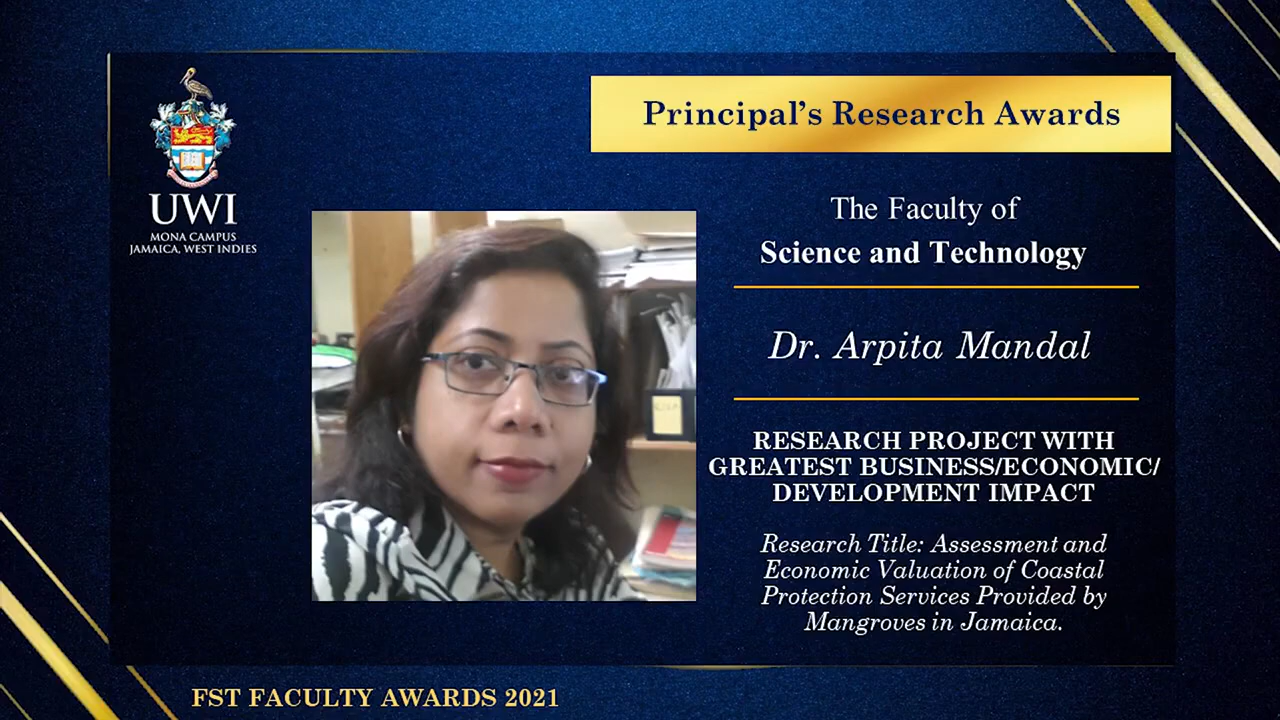 UWI
MONA CAMPUS
JAMAICA, WEST INDIES
Principal's Research Awards
The Faculty of
Science and Technology
Dr. Arpita Mandal
RESEARCH PROJECT WITH
GREATEST BUSINESS/ECONOMIC/
DEVELOPMENT IMPACT
Research Title: Assessment and
Economic Valuation of Coastal
Protection Services Provided by
Mangroves in Jamaica.
FST FACULTY AWARDS 2021